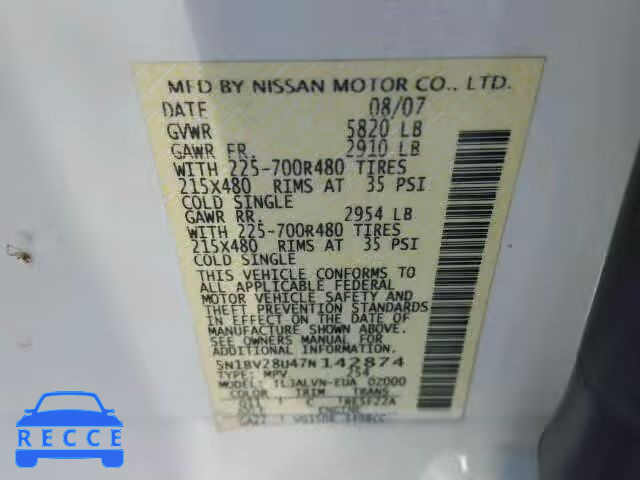 MFD BY NISSAN MOTOR CO., LTD.
DATE 08/07
GVWR 5820 LB
GAWR FR. 2910 LB
WITH 225-700R480 TIRES
215X480 RIMS AT 35 PSI
COLD SINGLE
GAWR RR. 2954 LB
WITH 225-700R480 TIRES
215X480 RIMS AT 35 PSI
COLD SINGLE
THIS VEHICLE CONFORMS TO
ALL APPLICABLE FEDERAL
MOTOR VEHICLE SAFETY AND
THEFT PREVENTION STANDARDS
IN EFFECT ON THE DATE OF
MANUFACTURE SHOWN ABOVE.
SEE OWNERS MANUAL FOR
ADDITIONAL INFORMATION
5N1BV28U47N142874
TYPE: MPV 254
MODEL:
COLOR TRIM TRANS
C
RECCE